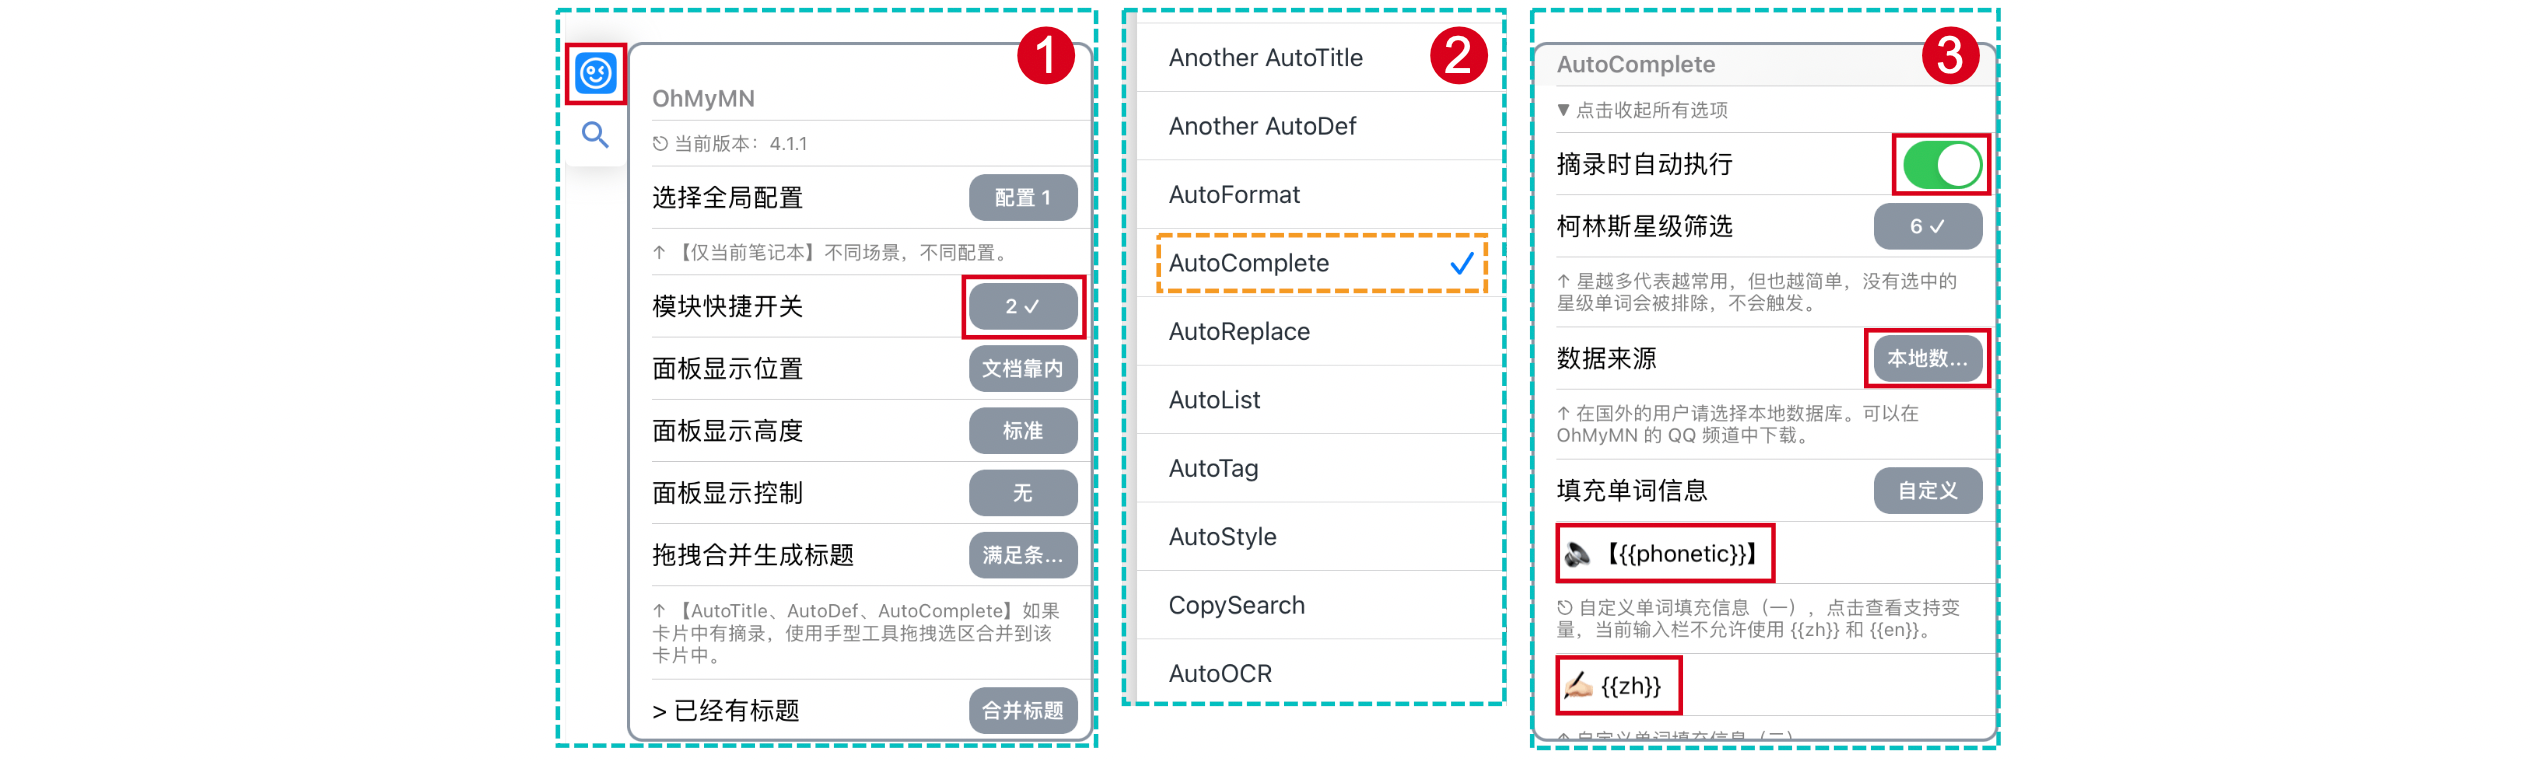 1
OhMyMN
当前版本：4.1.1
选择全局配置
配置 1
↑ 【仅当前笔记本】不同场景，不同配置。
模块快捷开关
2 ✓
面板显示位置
文档靠内
面板显示高度
标准
面板显示控制
无
拖拽合并生成标题
满足条...
↑ 【AutoTitle、AutoDef、AutoComplete】如果
卡片中有摘录，使用手型工具拖拽选区合并到该
卡片中。
> 已经有标题
合并标题
2
Another AutoTitle
Another AutoDef
AutoFormat
AutoComplete ✓
AutoReplace
AutoList
AutoTag
AutoStyle
CopySearch
AutoOCR
3
AutoComplete
▼ 点击收起所有选项
摘录时自动执行
柯林斯星级筛选
6 ✓
↑ 星越多代表越常用，但也越简单，没有选中的
星级单词会被排除，不会触发。
数据来源
本地数...
↑ 在国外的用户请选择本地数据库。可以在
OhMyMN 的 QQ 频道中下载。
填充单词信息
自定义
🔈【{{phonetic}}】
自定义单词填充信息（一），点击查看支持变
量，当前输入栏不允许使用 {{zh}} 和 {{en}}。
✍🏻 {{zh}}
↑ 自定义单词填充信息（二）